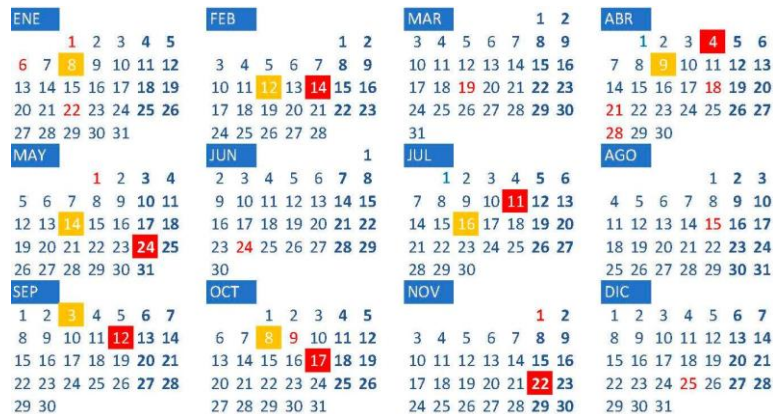 ENE
1 2 3 4 5
6 7 8 9 10 11 12
13 14 15 16 17 18 19
20 21 22 23 24 25 26
27 28 29 30 31
FEB
1 2
3 4 5 6 7 8 9
10 11 12 13 14 15 16
17 18 19 20 21 22 23
24 25 26 27 28
MAR
1 2
3 4 5 6 7 8 9
10 11 12 13 14 15 16
17 18 19 20 21 22 23
24 25 26 27 28 29 30
31
ABR
1 2 3 4 5 6
7 8 9 10 11 12 13
14 15 16 17 18 19 20
21 22 23 24 25 26 27
28 29 30
MAY
1 2 3 4
5 6 7 8 9 10 11
12 13 14 15 16 17 18
19 20 21 22 23 24 25
26 27 28 29 30 31
JUN
1
2 3 4 5 6 7 8
9 10 11 12 13 14 15
16 17 18 19 20 21 22
23 24 25 26 27 28 29
30
JUL
1 2 3 4 5 6
7 8 9 10 11 12 13
14 15 16 17 18 19 20
21 22 23 24 25 26 27
28 29 30
AGO
1 2 3
4 5 6 7 8 9 10
11 12 13 14 15 16 17
18 19 20 21 22 23 24
25 26 27 28 29 30 31
SEP
1 2 3 4 5 6 7
8 9 10 11 12 13 14
15 16 17 18 19 20 21
22 23 24 25 26 27 28
29 30
OCT
1 2 3 4 5
6 7 8 9 10 11 12
13 14 15 16 17 18 19
20 21 22 23 24 25 26
27 28 29 30 31
NOV
1 2
3 4 5 6 7 8 9
10 11 12 13 14 15 16
17 18 19 20 21 22 23
24 25 26 27 28 29 30
DIC
1 2 3 4 5 6 7
8 9 10 11 12 13 14
15 16 17 18 19 20 21
22 23 24 25 26 27 28
29 30 31